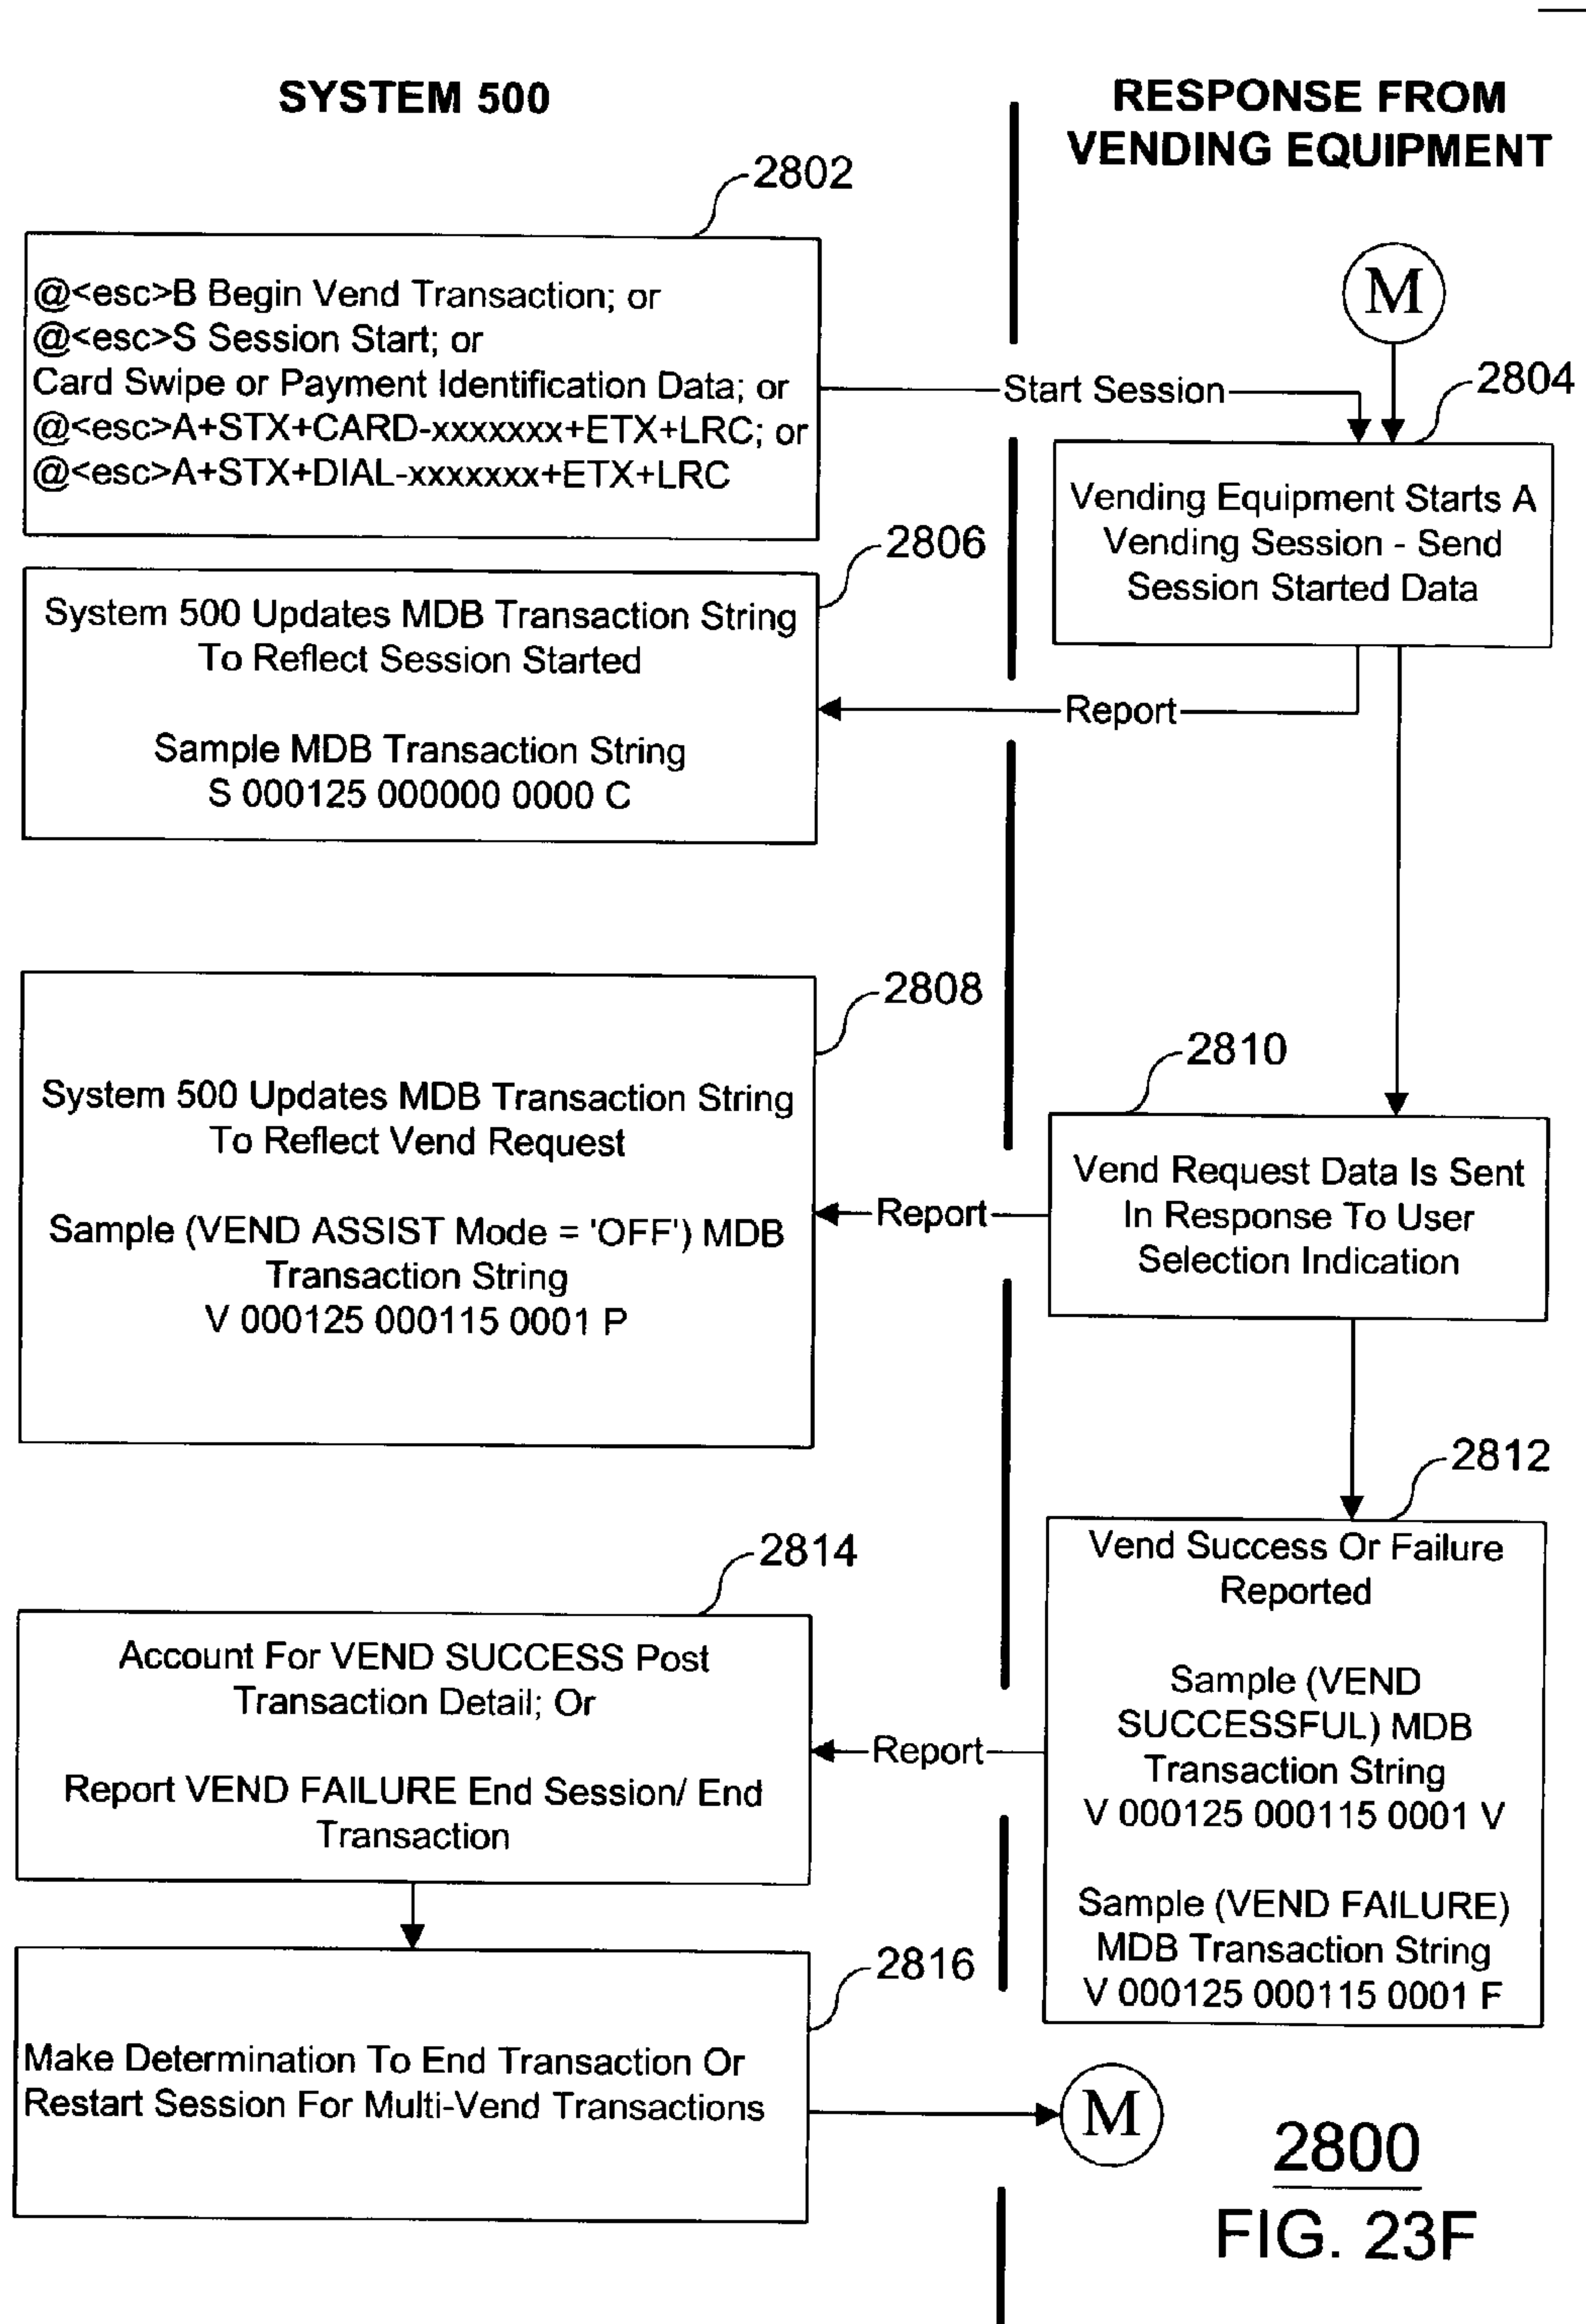 SYSTEM 500
RESPONSE FROM
VENDING EQUIPMENT
2802
@<esc>B Begin Vend Transaction; or
@<esc>S Session Start; or
Card Swipe or Payment Identification Data; or
@<esc>A+STX+CARD-xxxxxxx+ETX+LRC; or
@<esc>A+STX+DIAL-xxxxxxx+ETX+LRC
Start Session
M
2804
Vending Equipment Starts A
Vending Session - Send
Session Started Data
2806
System 500 Updates MDB Transaction String
To Reflect Session Started
Sample MDB Transaction String
S 000125 000000 0000 C
Report
2808
System 500 Updates MDB Transaction String
To Reflect Vend Request
Sample (VEND ASSIST Mode = 'OFF') MDB
Transaction String
V 000125 000115 0001 P
Report
2810
Vend Request Data Is Sent
In Response To User
Selection Indication
2812
Vend Success Or Failure
Reported
Sample (VEND
SUCCESSFUL) MDB
Transaction String
V 000125 000115 0001 V
Sample (VEND FAILURE)
MDB Transaction String
V 000125 000115 0001 F
2814
Account For VEND SUCCESS Post
Transaction Detail; Or
Report VEND FAILURE End Session/ End
Transaction
Report
2816
Make Determination To End Transaction Or
Restart Session For Multi-Vend Transactions
M
2800
FIG. 23F